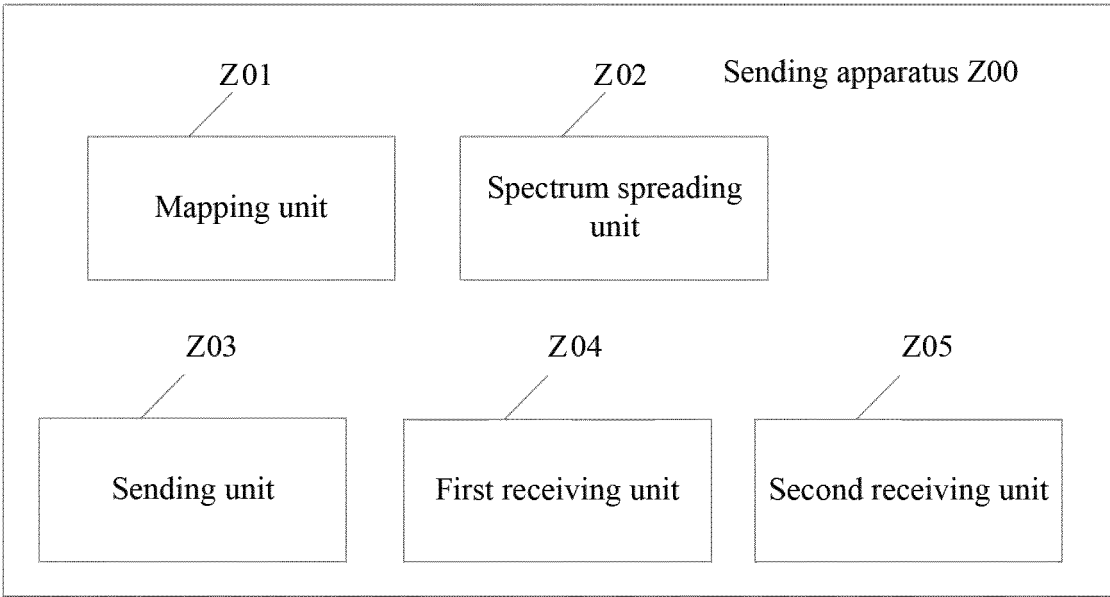 Z01
Z02
Sending apparatus Z00
Mapping unit
Spectrum spreading
unit
Z03
Z04
Z05
Sending unit
First receiving unit
Second receiving unit